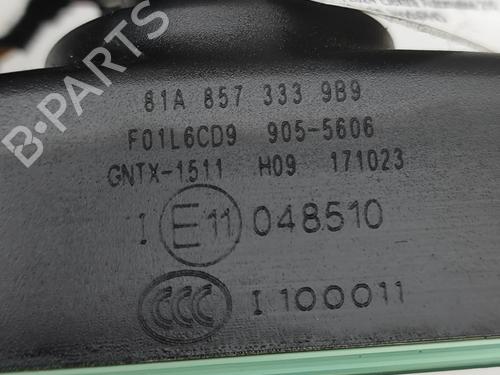 81A 857 333 9B9
F01L6CD9 905-5606
GNTX-1511 H09 171023
I E11 048510
CCC I 100011
B-PARTS